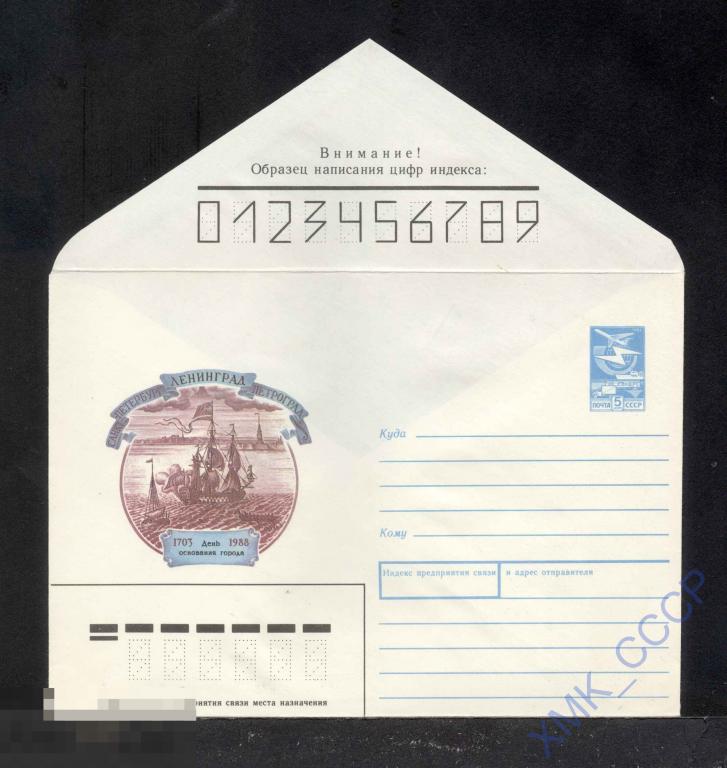 Внимание!
Образец написания цифр индекса:
0123456789
САНКТ-ПЕТЕРБУРГ ЛЕНИНГРАД ПЕТРОГРАД
ПОЧТА 5 СССР
Куда
1703 День 1988
основания города
Кому
Индекс предприятия связи и адрес отправителя
связи места назначения
ХМК_СССР